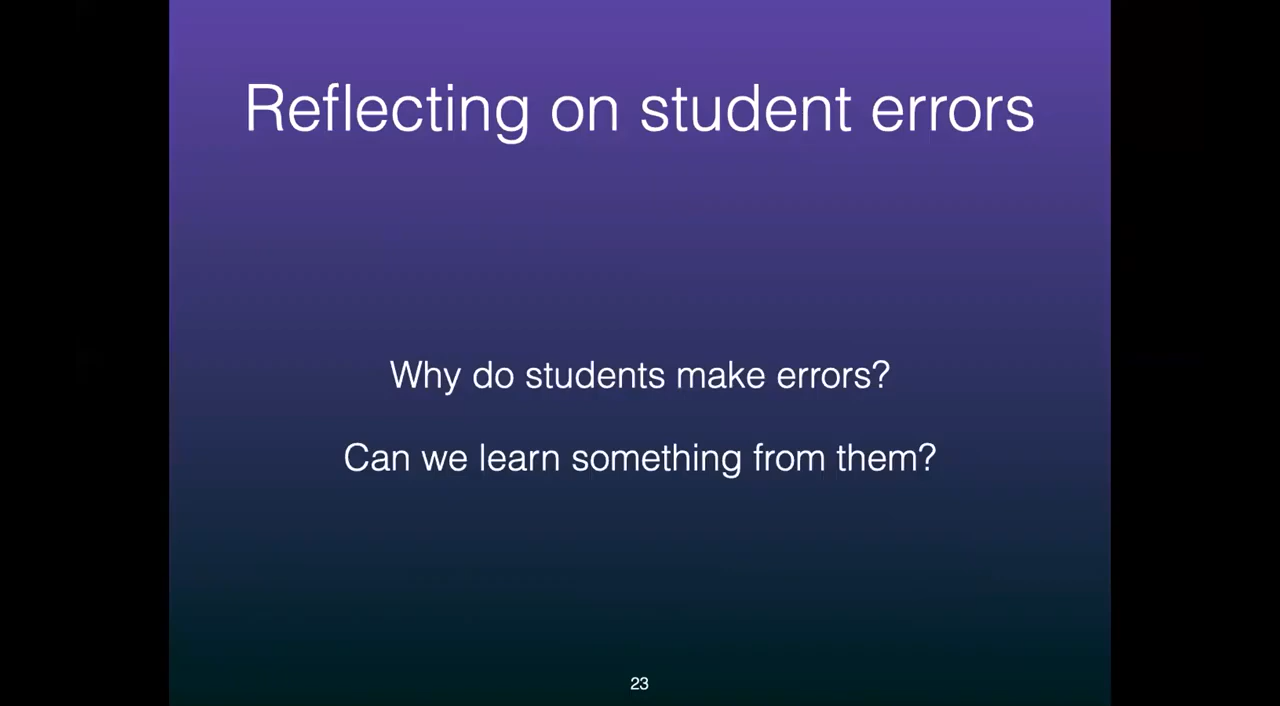 Reflecting on student errors
Why do students make errors?
Can we learn something from them?
23